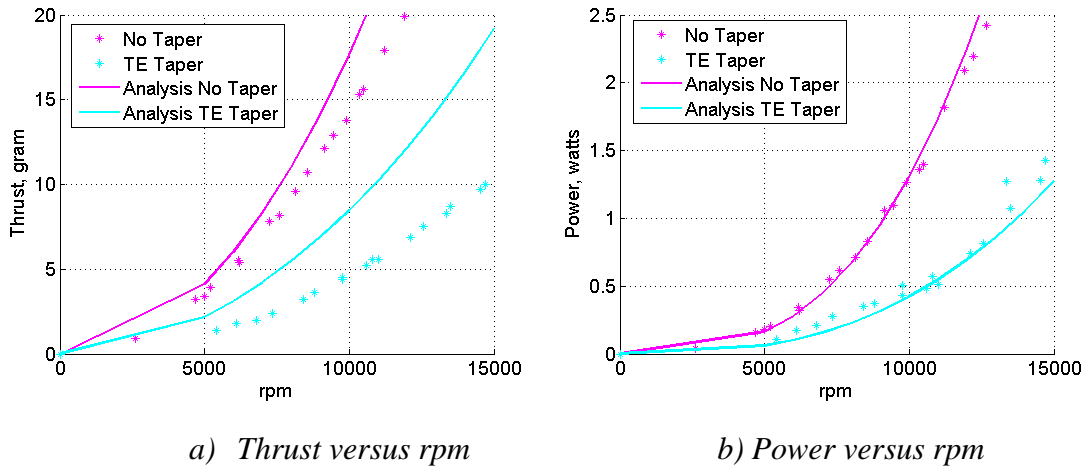 20
15
10
5
0
0
5000
10000
15000
Thrust, gram
rpm
No Taper
TE Taper
Analysis No Taper
Analysis TE Taper
2.5
2
1.5
1
0.5
0
0
5000
10000
15000
Power, watts
rpm
No Taper
TE Taper
Analysis No Taper
Analysis TE Taper
a) Thrust versus rpm
b) Power versus rpm